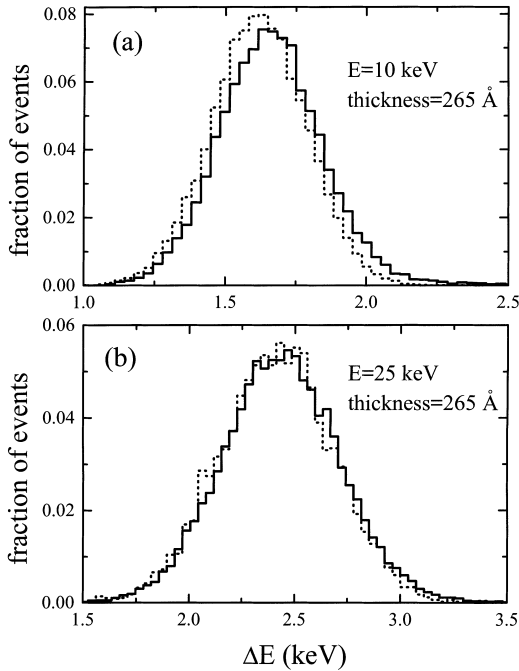 0.08
(a)
E=10 keV
thickness=265 Å
0.06
0.04
0.02
0.00
fraction of events
1.0 1.5 2.0 2.5
0.06
(b)
E=25 keV
thickness=265 Å
0.04
0.02
0.00
fraction of events
1.5 2.0 2.5 3.0 3.5
ΔE (keV)